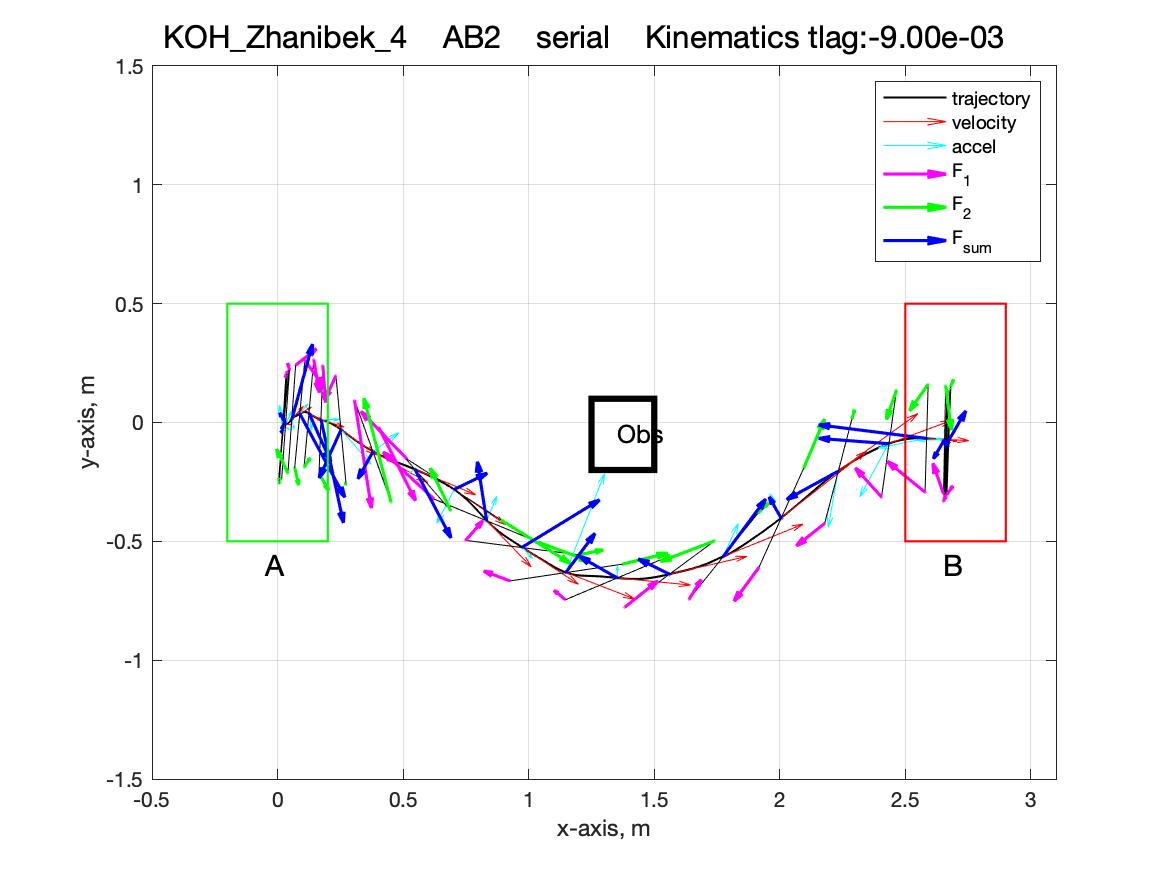 KOH_Zhanibek_4 AB2 serial Kinematics tlag:-9.00e-03
1.5
trajectory
velocity
accel
F1
F2
Fsum
1
0.5
0
-0.5
-1
-1.5
y-axis, m
Obs
A
B
-0.5 0 0.5 1 1.5 2 2.5 3
x-axis, m